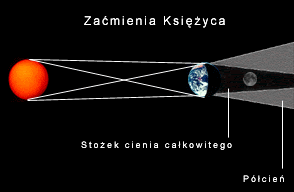 Zaćmienia Księżyca
Stożek cienia całkowitego
Półcień